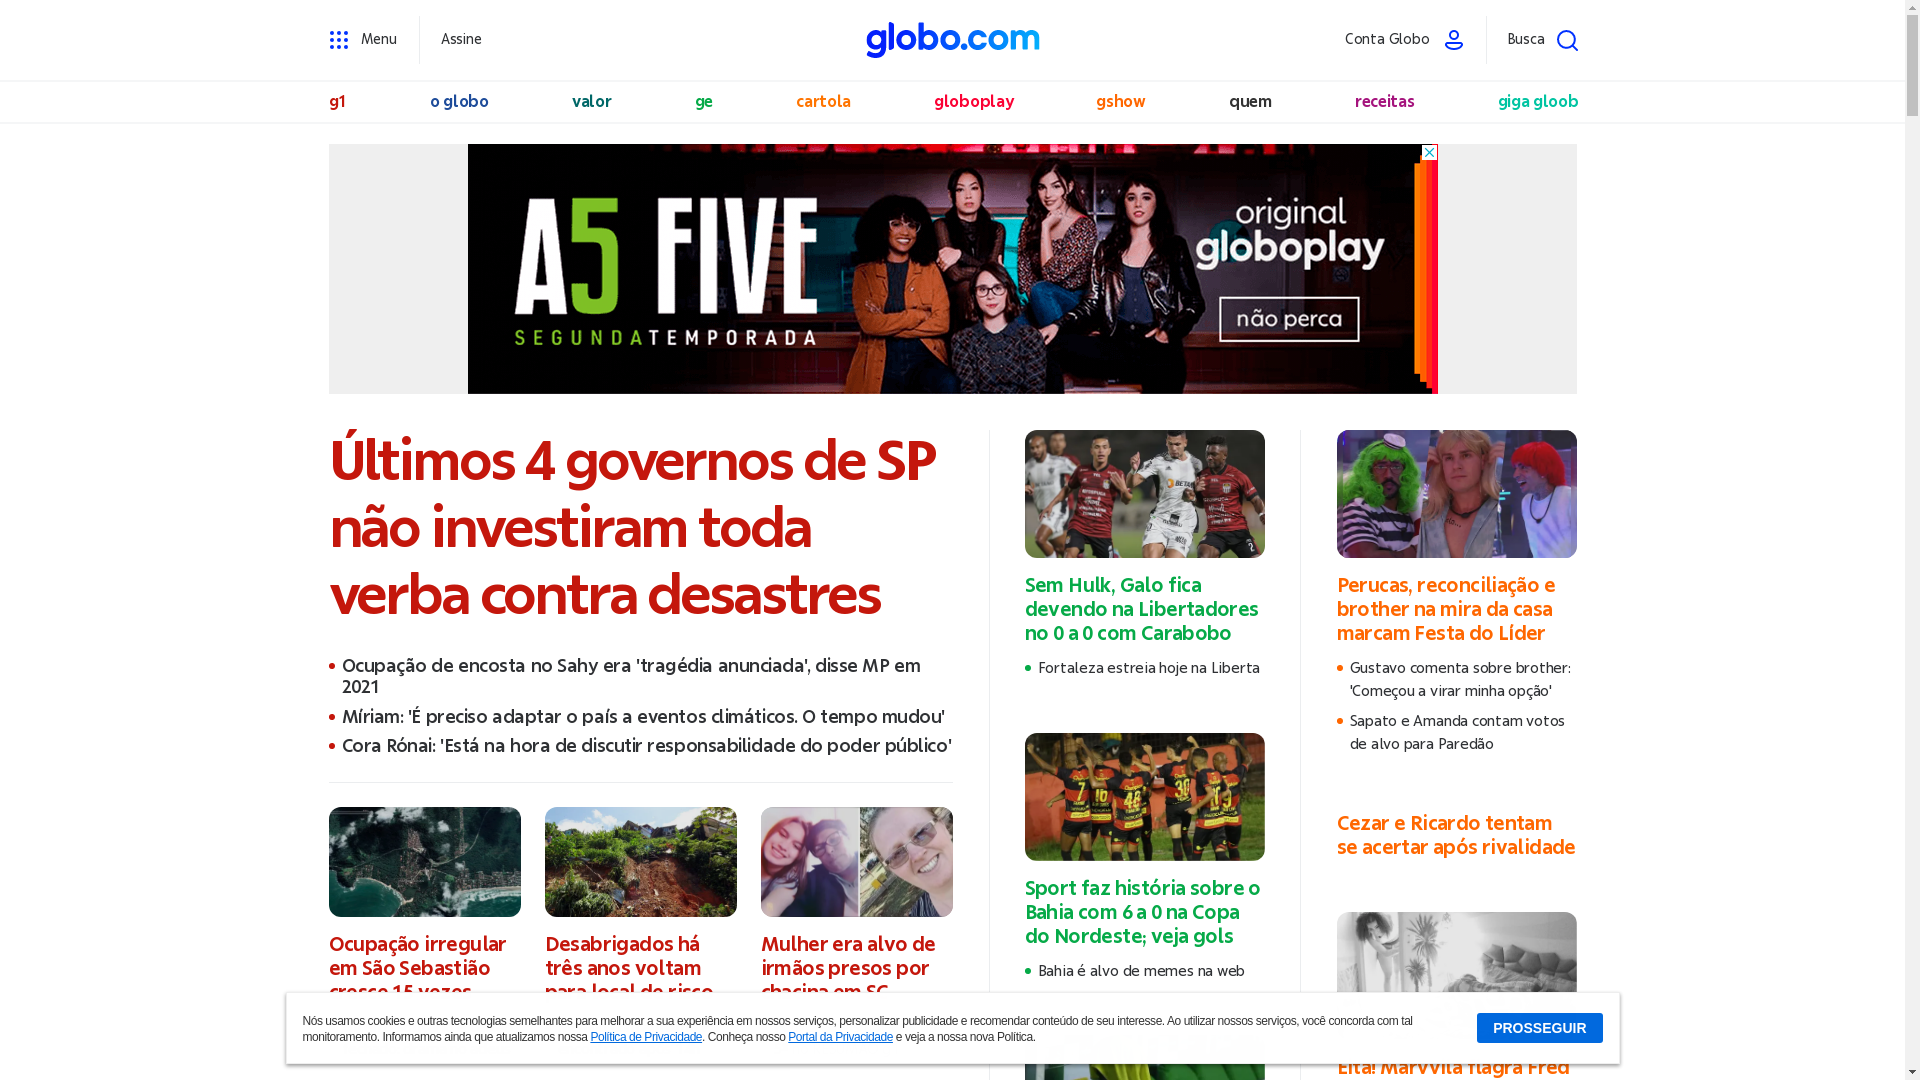 Menu
Assine
globo.com
Conta Globo
Busca
g1
o globo
valor
ge
cartola
globoplay
gshow
quem
receitas
giga gloob
A5 FIVE
SEGUNDATEMPORADA
original
globoplay
não perca
Últimos 4 governos de SP
não investiram toda
verba contra desastres
Ocupação de encosta no Sahy era 'tragédia anunciada', disse MP em
2021
Míriam: 'É preciso adaptar o país a eventos climáticos. O tempo mudou'
Cora Rónai: 'Está na hora de discutir responsabilidade do poder público'
Ocupação irregular
em São Sebastião
cresce 15 vezes
Desabrigados há
três anos voltam
para local de risco
Mulher era alvo de
irmãos presos por
chacina em SC
Sem Hulk, Galo fica
devendo na Libertadores
no 0 a 0 com Carabobo
Fortaleza estreia hoje na Liberta
Sport faz história sobre o
Bahia com 6 a 0 na Copa
do Nordeste; veja gols
Bahia é alvo de memes na web
Perucas, reconciliação e
brother na mira da casa
marcam Festa do Líder
Gustavo comenta sobre brother:
'Começou a virar minha opção'
Sapato e Amanda contam votos
de alvo para Paredão
Cezar e Ricardo tentam
se acertar após rivalidade
Eita! Marvvila flagra Fred
Nós usamos cookies e outras tecnologias semelhantes para melhorar a sua experiência em nossos serviços, personalizar publicidade e recomendar conteúdo de seu interesse. Ao utilizar nossos serviços, você concorda com tal
monitoramento. Informamos ainda que atualizamos nossa Política de Privacidade. Conheça nosso Portal da Privacidade e veja a nossa nova Política.
PROSSEGUIR